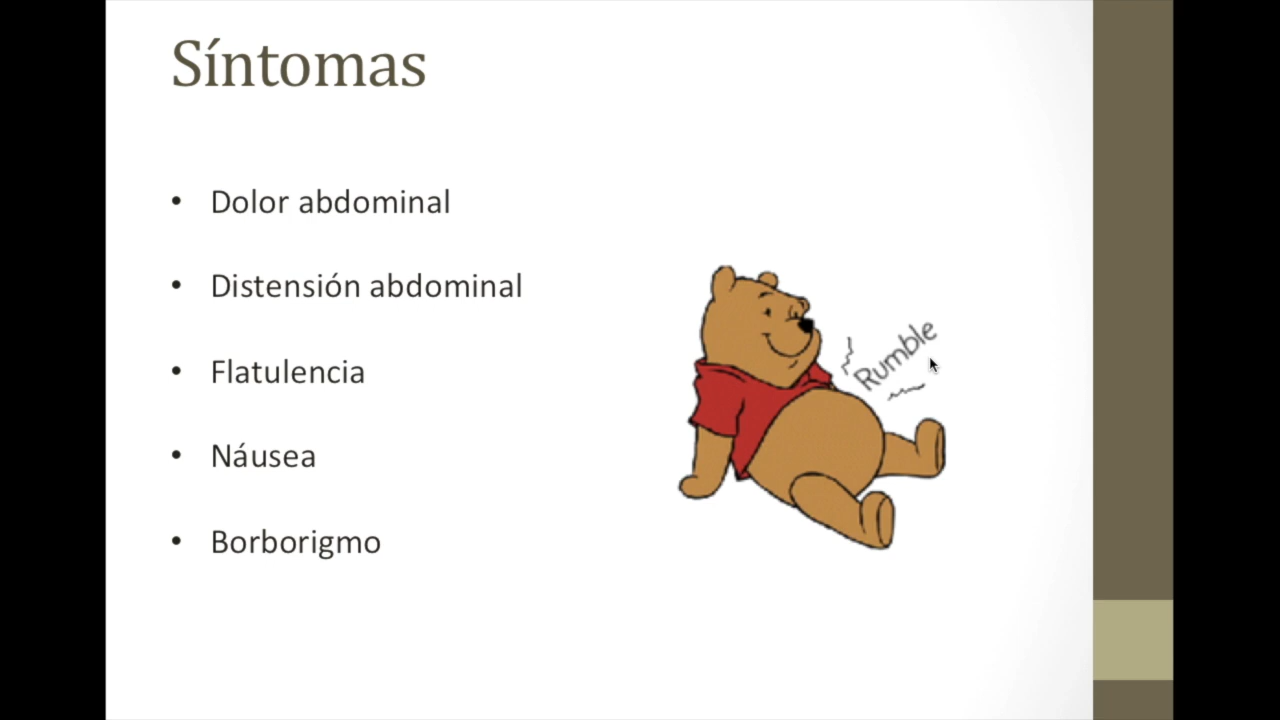 Síntomas
• Dolor abdominal
• Distensión abdominal
• Flatulencia
• Náusea
• Borborigmo
Rumble